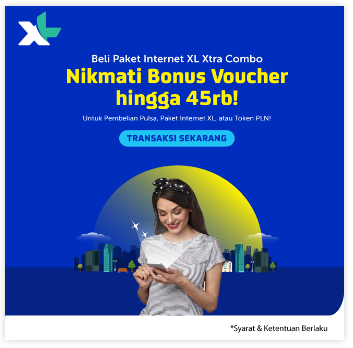 XL
Beli Paket Internet XL Xtra Combo
Nikmati Bonus Voucher
hingga 45rb!
Untuk Pembelian Pulsa, Paket Internet XL, atau Token PLN!
TRANSAKSI SEKARANG
*Syarat & Ketentuan Berlaku